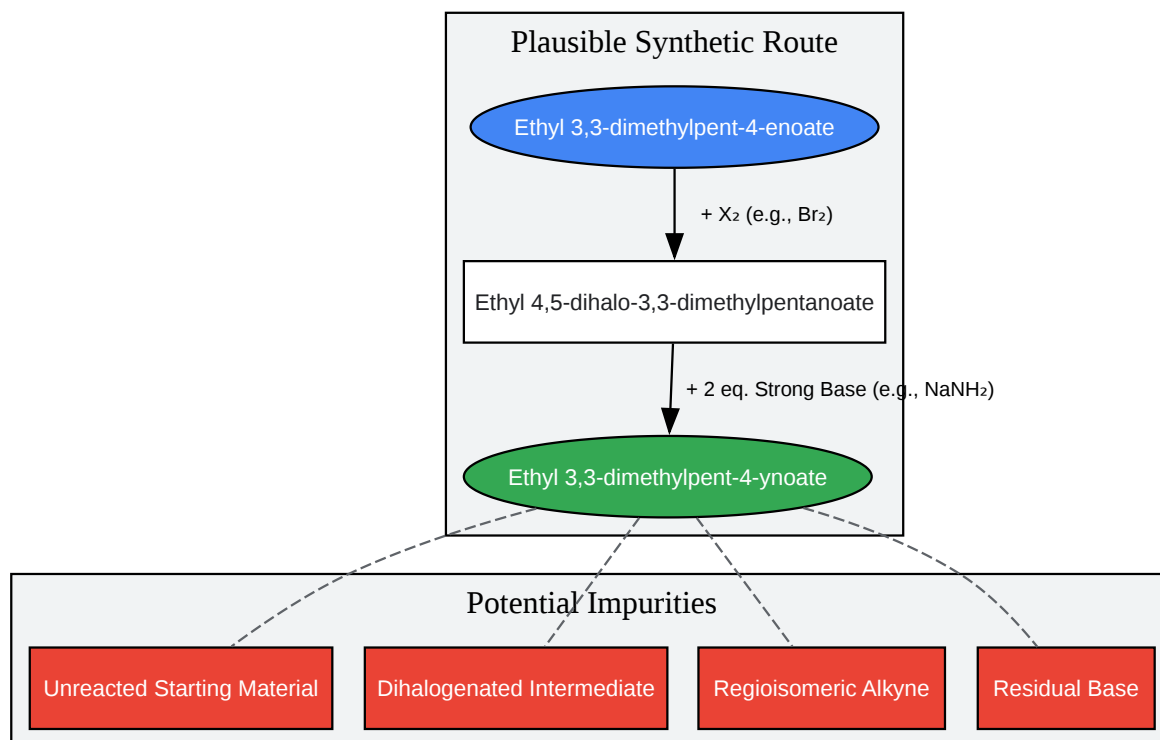 Plausible Synthetic Route
Ethyl 3,3-dimethylpent-4-enoate
+ X₂ (e.g., Br₂)
Ethyl 4,5-dihalo-3,3-dimethylpentanoate
+ 2 eq. Strong Base (e.g., NaNH₂)
Ethyl 3,3-dimethylpent-4-ynoate
Potential Impurities
Unreacted Starting Material
Dihalogenated Intermediate
Regioisomeric Alkyne
Residual Base